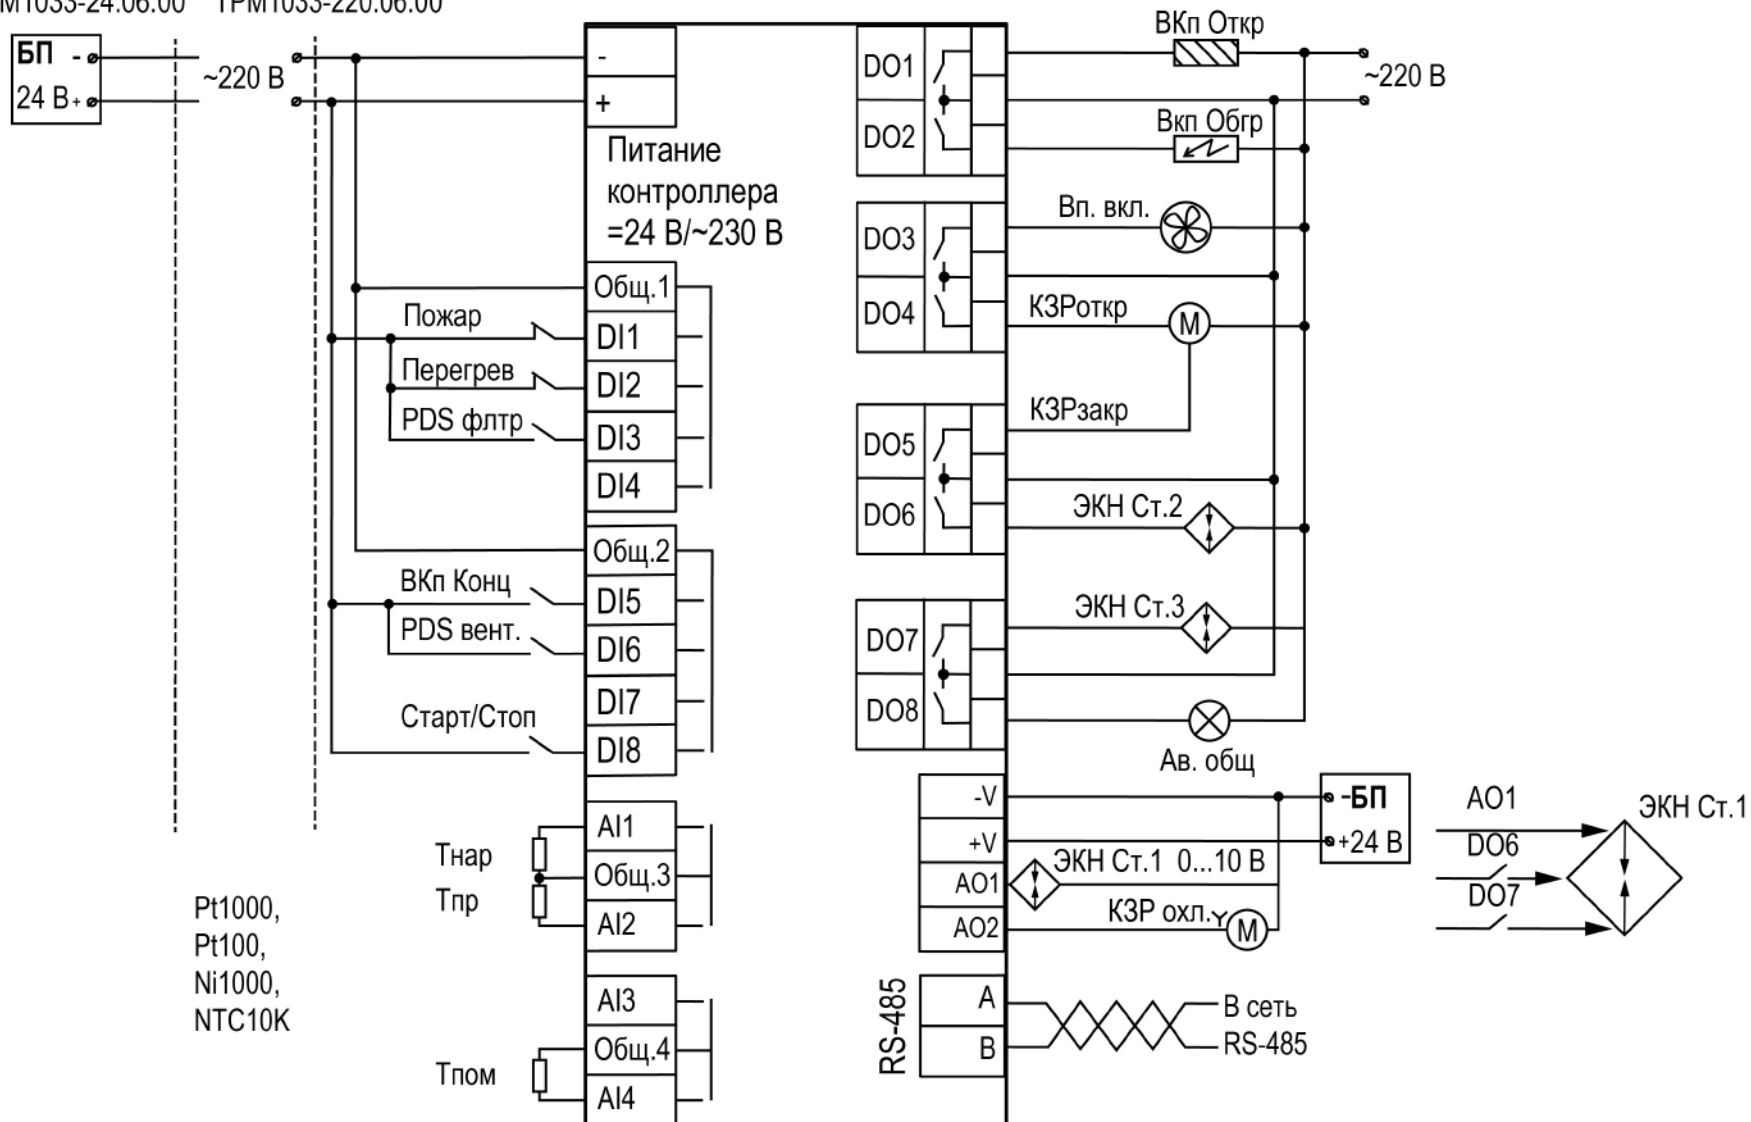 М1033-24.06.00 ТРМ1033-220.06.00
БП -
24 В +
~220 В
-
+
Питание
контроллера
=24 В/~230 В
Общ.1
Пожар
DI1
Перегрев
DI2
PDS флтр
DI3
DI4
Общ.2
ВКп Конц
DI5
PDS вент.
DI6
DI7
Старт/Стоп
DI8
AI1
Тнар
Общ.3
Тпр
AI2
Pt1000,
Pt100,
Ni1000,
NTC10K
AI3
Общ.4
Тпом
AI4
ВКп Откр
DO1
~220 В
Вкп Обгр
DO2
Вп. вкл.
DO3
КЗРоткр
DO4
М
КЗРзакр
DO5
ЭКН Ст.2
DO6
ЭКН Ст.3
DO7
DO8
Ав. общ
-V
-БП
+V
+24 В
ЭКН Ст.1 0...10 В
AO1
КЗР охл.
AO2
М
RS-485
A
B
В сеть
RS-485
AO1
ЭКН Ст.1
DO6
DO7